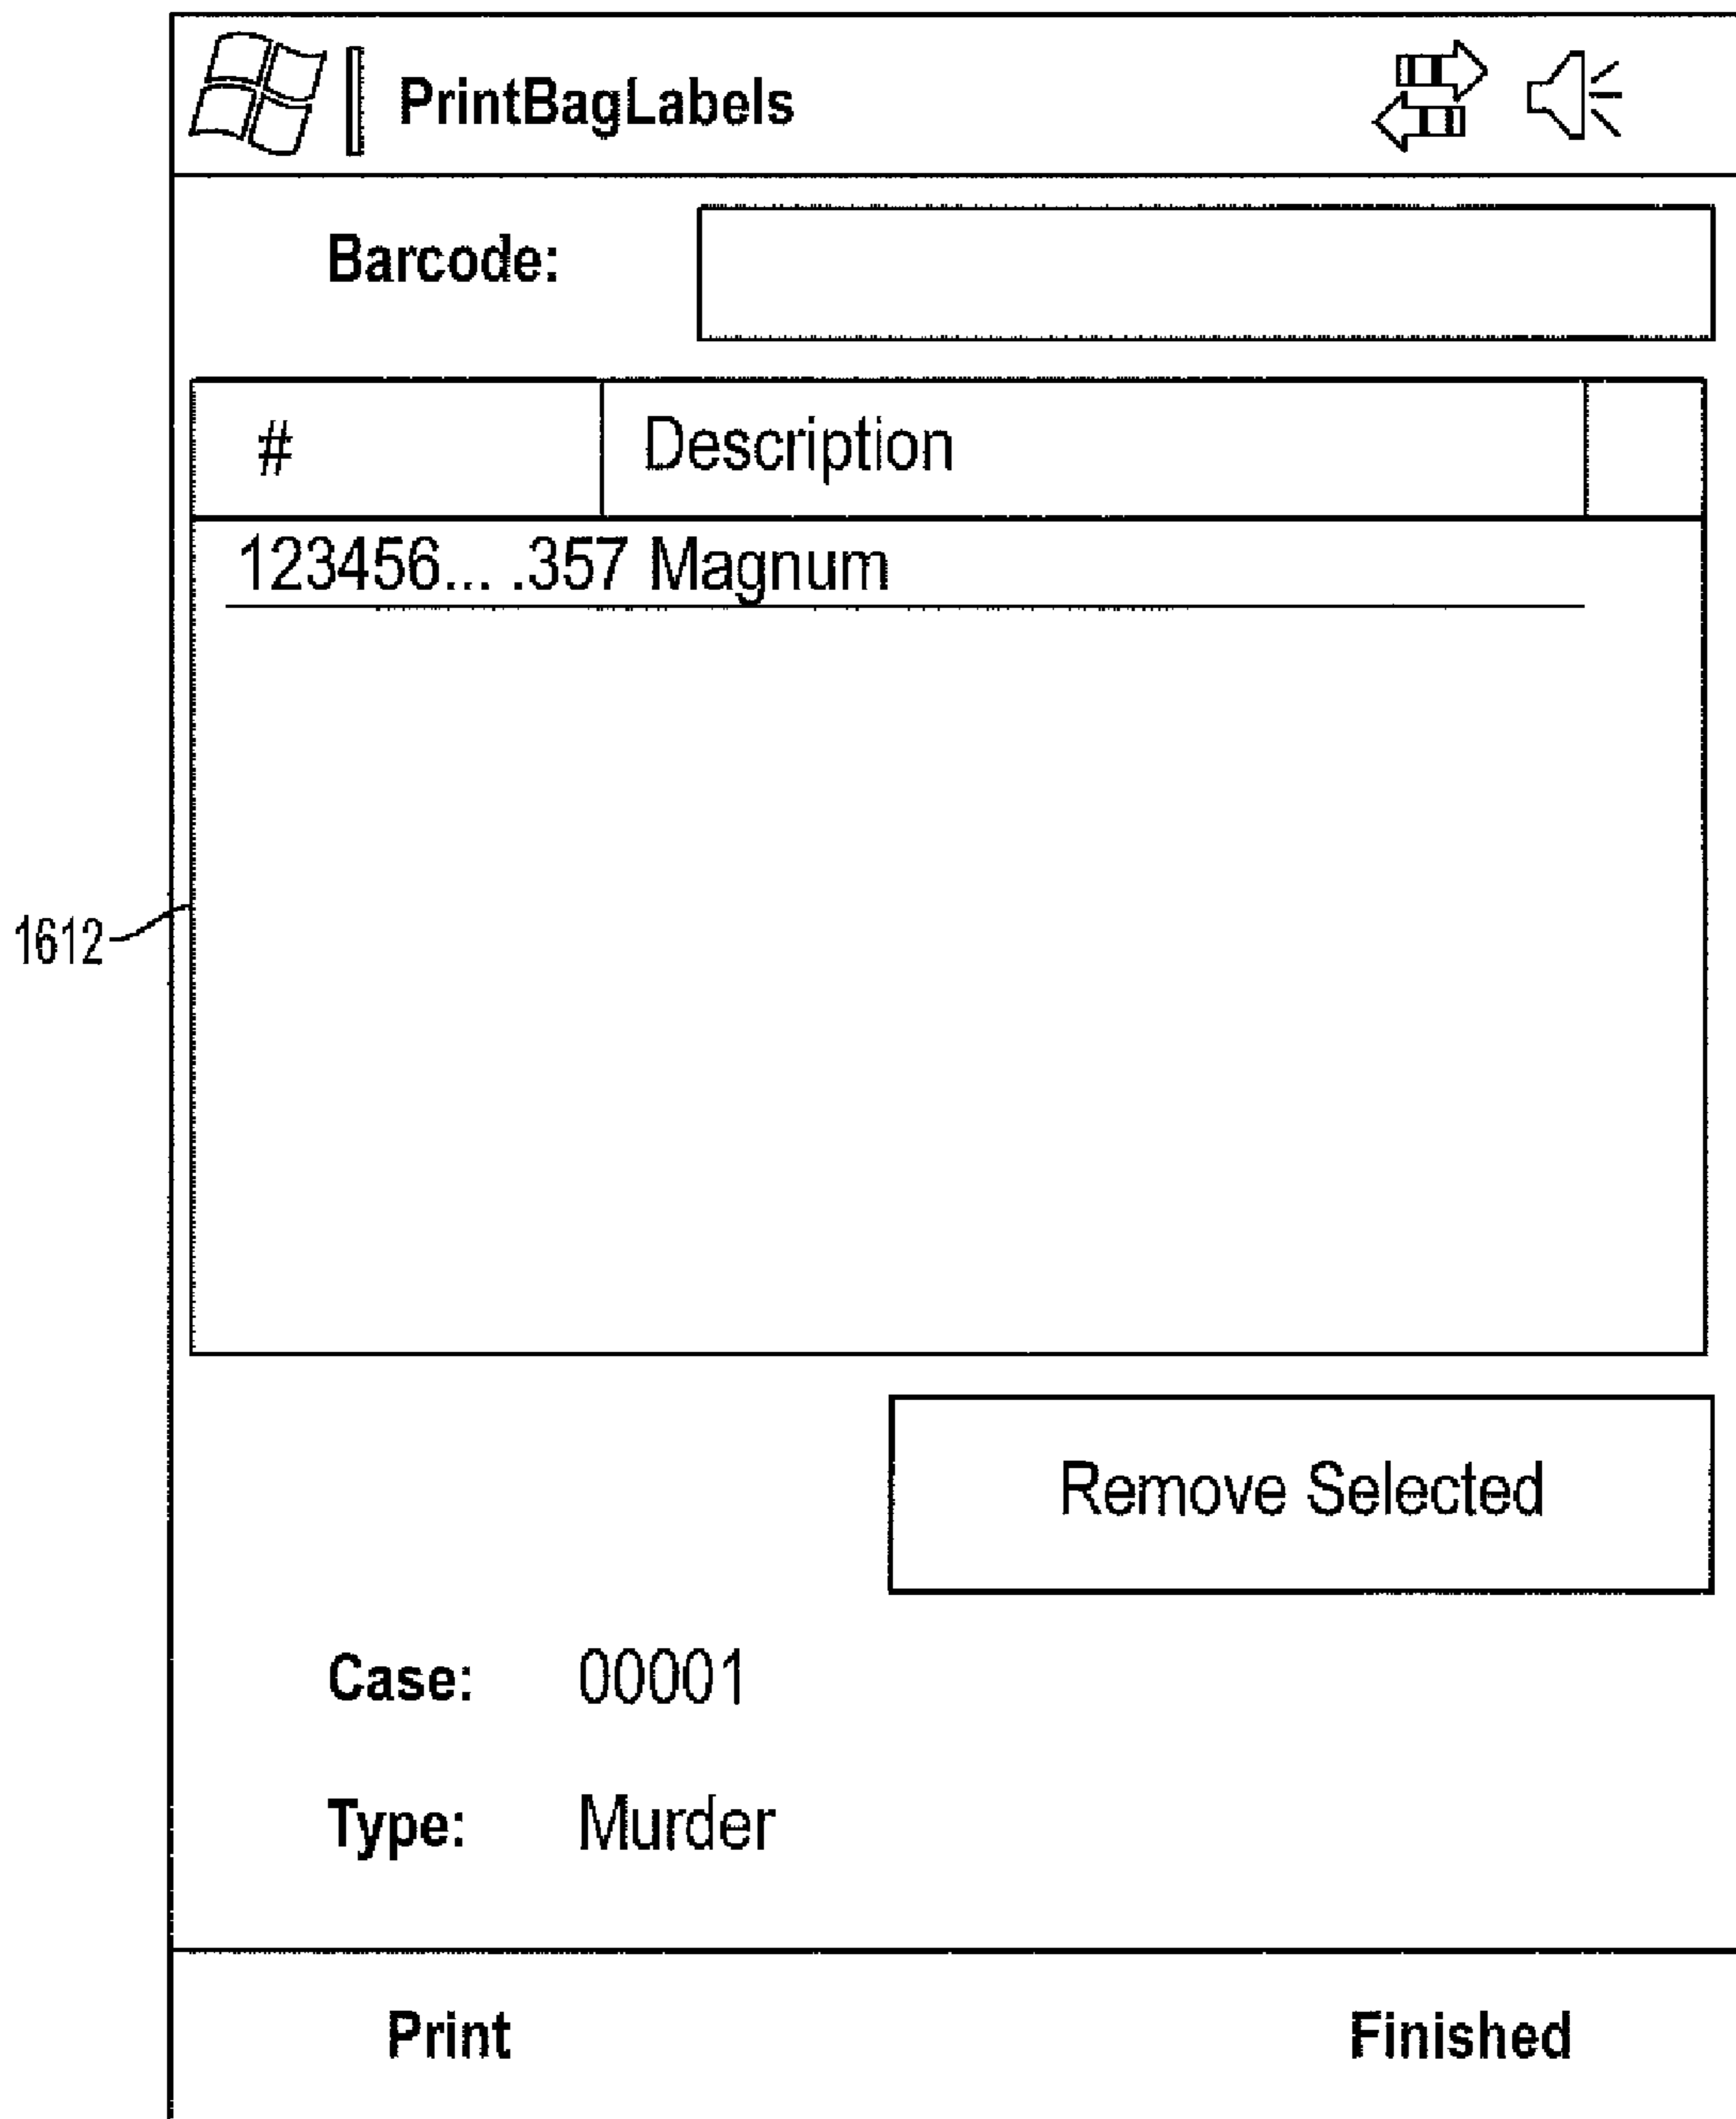 PrintBagLabels
Barcode:
# Description
123456... .357 Magnum
1612
Remove Selected
Case: 00001
Type: Murder
Print Finished